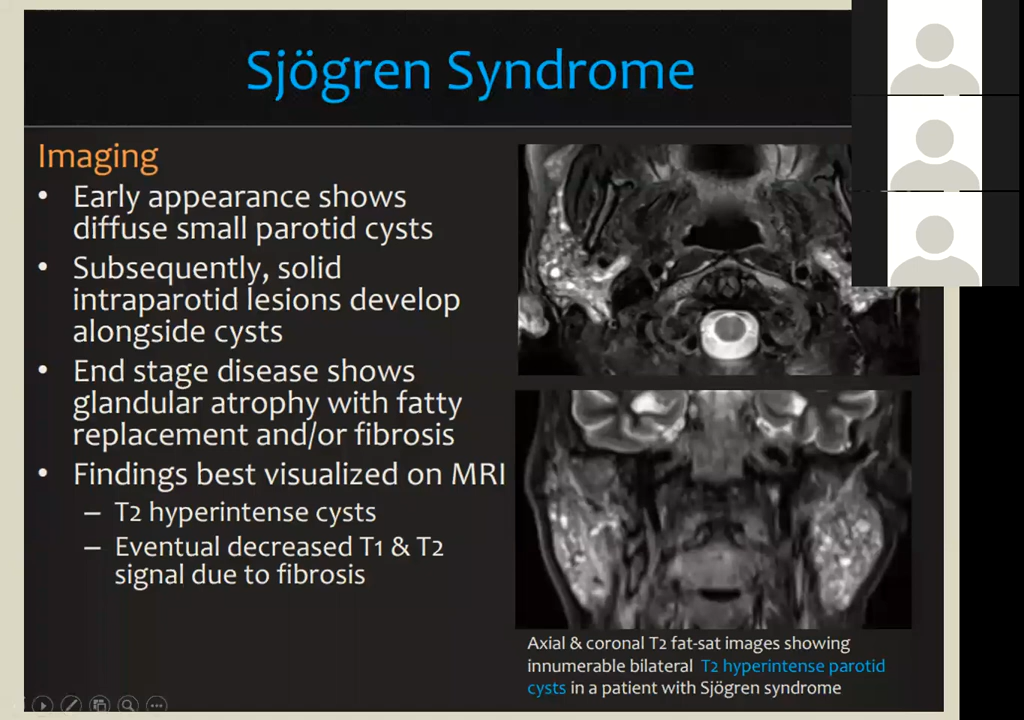 Sjögren Syndrome
Imaging
• Early appearance shows
diffuse small parotid cysts
• Subsequently, solid
intraparotid lesions develop
alongside cysts
• End stage disease shows
glandular atrophy with fatty
replacement and/or fibrosis
• Findings best visualized on MRI
– T2 hyperintense cysts
– Eventual decreased T1 & T2
signal due to fibrosis
Axial & coronal T2 fat-sat images showing
innumerable bilateral T2 hyperintense parotid
cysts in a patient with Sjögren syndrome